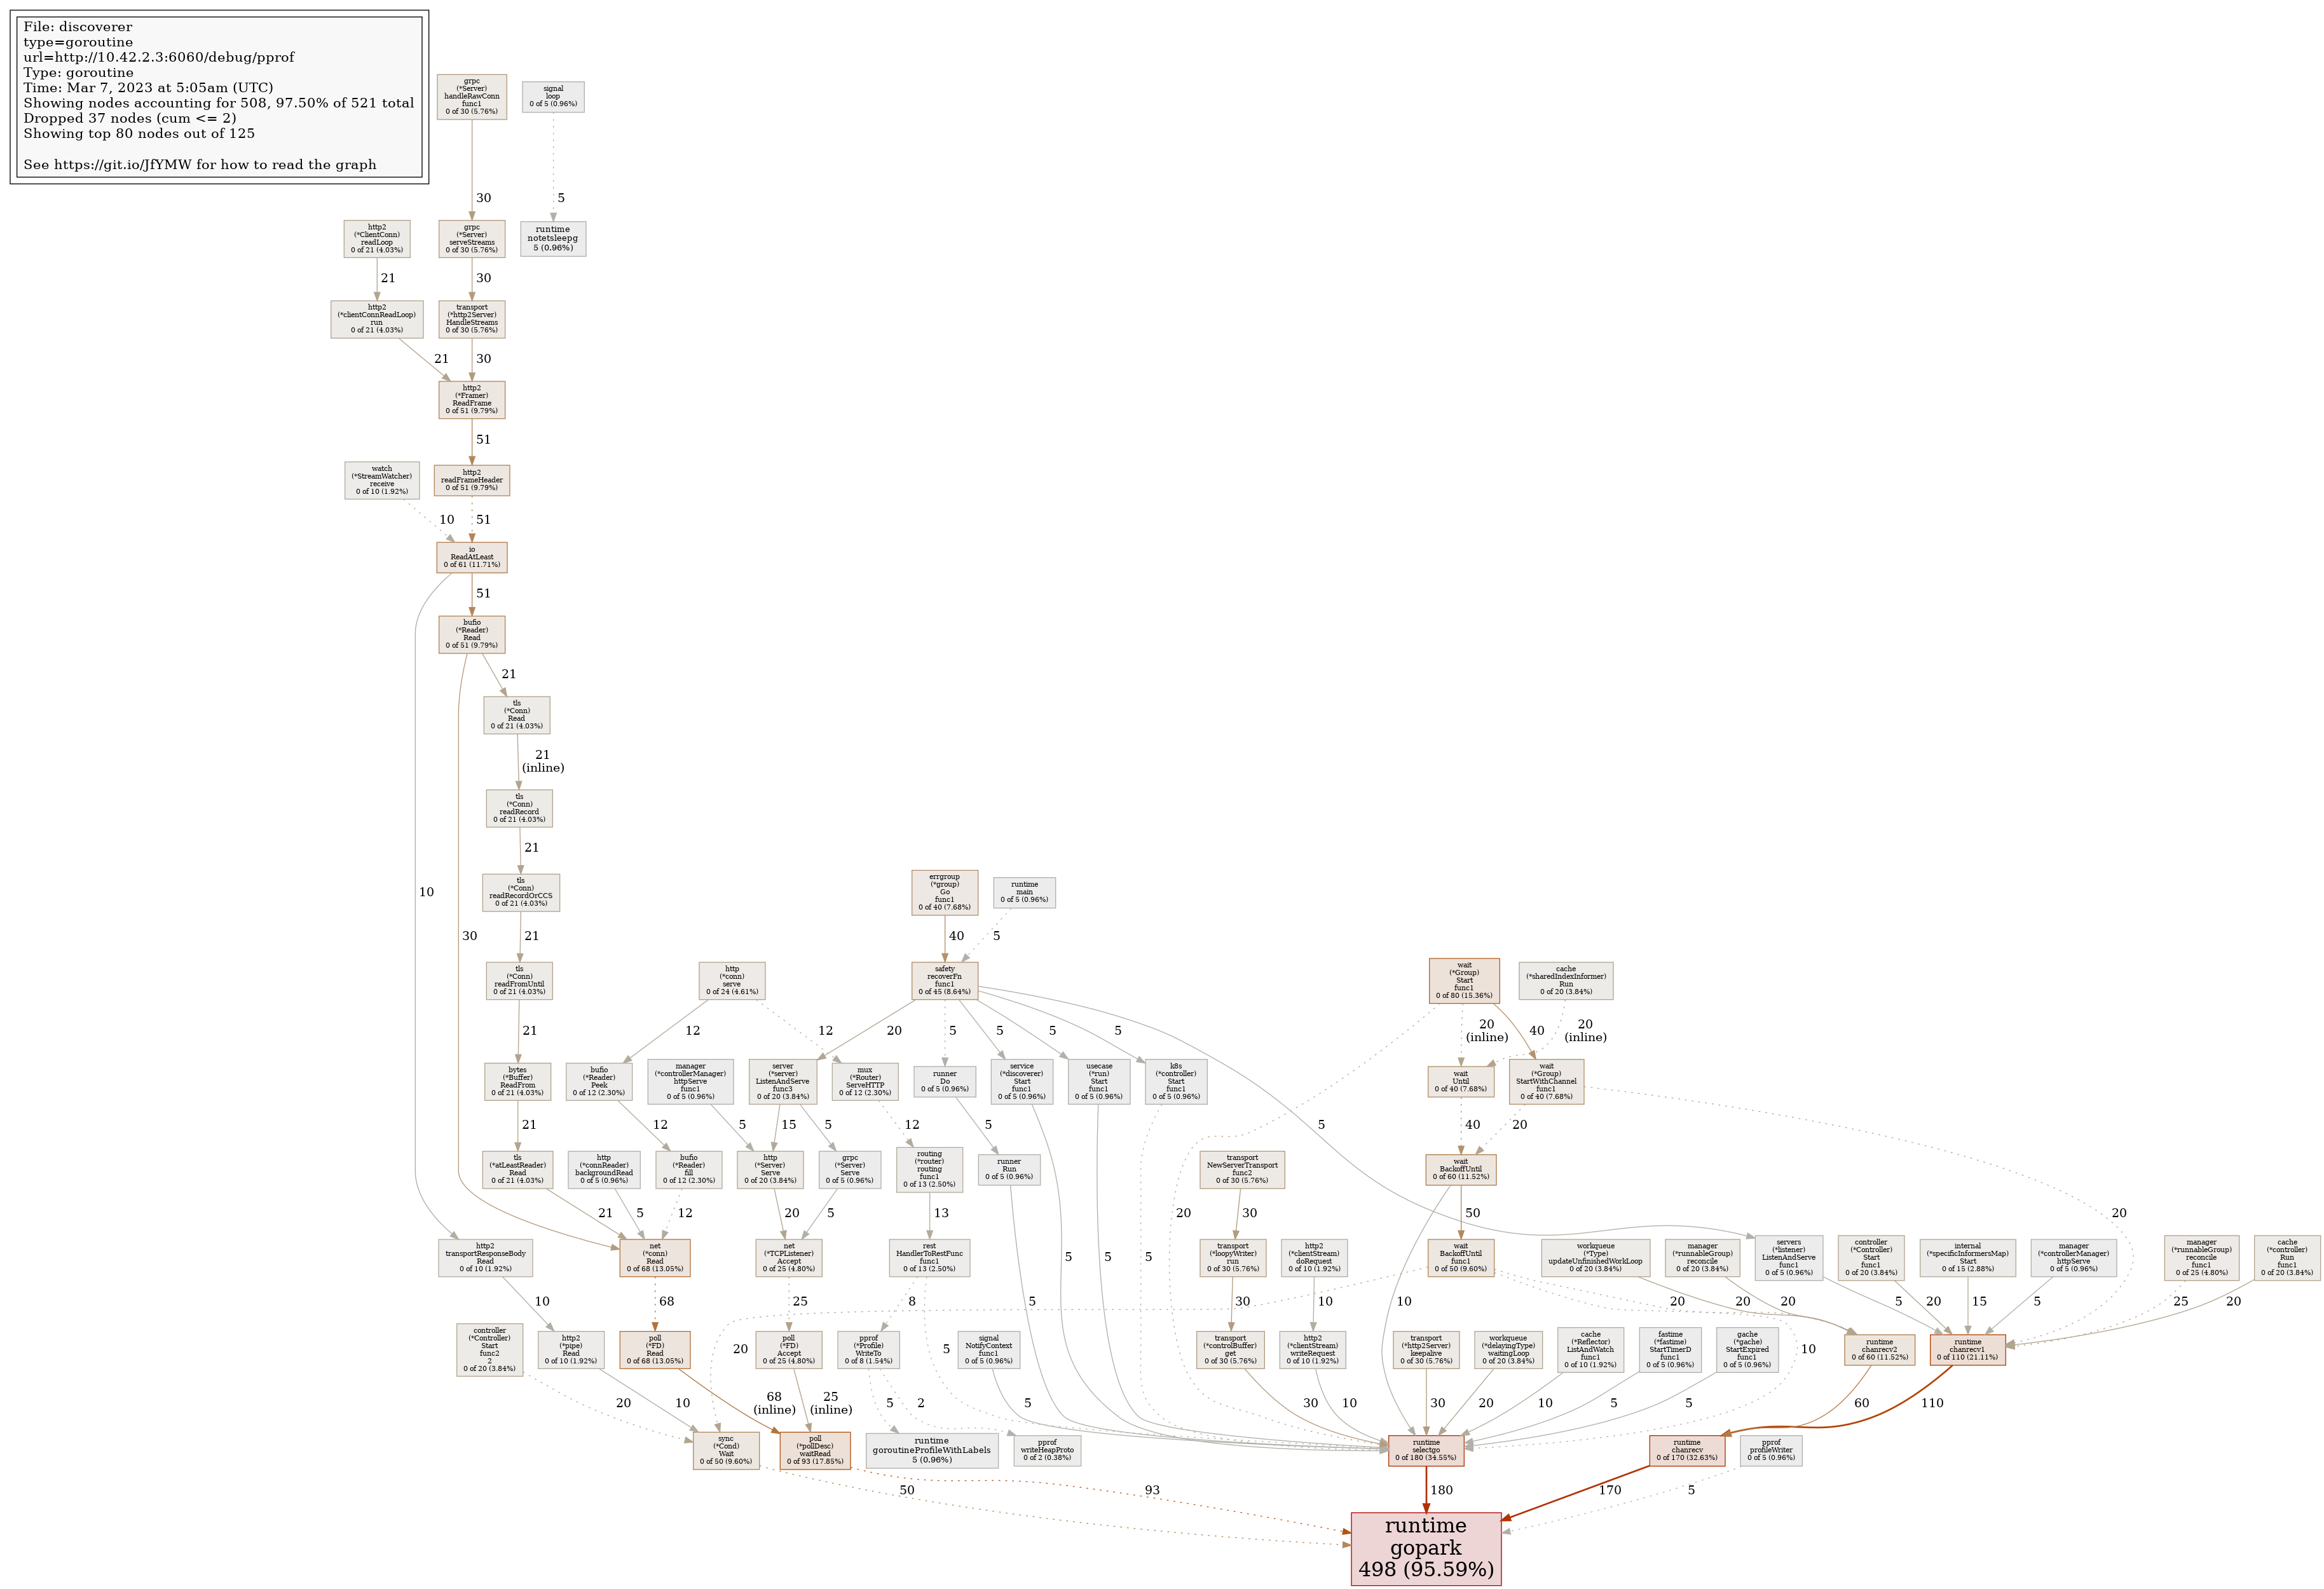 File: discoverer
type=goroutine
url=http://10.42.2.3:6060/debug/pprof
Type: goroutine
Time: Mar 7, 2023 at 5:05am (UTC)
Showing nodes accounting for 508, 97.50% of 521 total
Dropped 37 nodes (cum <= 2)
Showing top 80 nodes out of 125
See https://git.io/JfYMW for how to read the graph
grpc
(*Server)
handleRawConn
func1
0 of 30 (5.76%)
signal
loop
0 of 5 (0.96%)
30
5
http2
(*ClientConn)
readLoop
0 of 21 (4.03%)
grpc
(*Server)
serveStreams
0 of 30 (5.76%)
runtime
notetsleepg
5 (0.96%)
21
30
http2
(*clientConnReadLoop)
run
0 of 21 (4.03%)
transport
(*http2Server)
HandleStreams
0 of 30 (5.76%)
21
30
http2
(*Framer)
ReadFrame
0 of 51 (9.79%)
51
watch
(*StreamWatcher)
receive
0 of 10 (1.92%)
http2
readFrameHeader
0 of 51 (9.79%)
10
51
io
ReadAtLeast
0 of 61 (11.71%)
51
bufio
(*Reader)
Read
0 of 51 (9.79%)
21
tls
(*Conn)
Read
0 of 21 (4.03%)
21
(inline)
tls
(*Conn)
readRecord
0 of 21 (4.03%)
21
tls
(*Conn)
readRecordOrCCS
0 of 21 (4.03%)
10
errgroup
(*group)
Go
func1
0 of 40 (7.68%)
runtime
main
0 of 5 (0.96%)
30
21
40
5
tls
(*Conn)
readFromUntil
0 of 21 (4.03%)
http
(*conn)
serve
0 of 24 (4.61%)
safety
recoverFn
func1
0 of 45 (8.64%)
wait
(*Group)
Start
func1
0 of 80 (15.36%)
cache
(*sharedIndexInformer)
Run
0 of 20 (3.84%)
21
12
12
20
5
5
5
5
20
(inline)
40
20
(inline)
bytes
(*Buffer)
ReadFrom
0 of 21 (4.03%)
bufio
(*Reader)
Peek
0 of 12 (2.30%)
manager
(*controllerManager)
httpServe
func1
0 of 5 (0.96%)
server
(*server)
ListenAndServe
func3
0 of 20 (3.84%)
mux
(*Router)
ServeHTTP
0 of 12 (2.30%)
runner
Do
0 of 5 (0.96%)
service
(*discoverer)
Start
func1
0 of 5 (0.96%)
usecase
(*run)
Start
func1
0 of 5 (0.96%)
k8s
(*controller)
Start
func1
0 of 5 (0.96%)
wait
Until
0 of 40 (7.68%)
wait
(*Group)
StartWithChannel
func1
0 of 40 (7.68%)
21
12
5
15
5
12
5
5
40
20
tls
(*atLeastReader)
Read
0 of 21 (4.03%)
http
(*connReader)
backgroundRead
0 of 5 (0.96%)
bufio
(*Reader)
fill
0 of 12 (2.30%)
http
(*Server)
Serve
0 of 20 (3.84%)
grpc
(*Server)
Serve
0 of 5 (0.96%)
routing
(*router)
routing
func1
0 of 13 (2.50%)
runner
Run
0 of 5 (0.96%)
transport
NewServerTransport
func2
0 of 30 (5.76%)
wait
BackoffUntil
0 of 60 (11.52%)
21
5
12
20
5
13
20
30
50
20
http2
transportResponseBody
Read
0 of 10 (1.92%)
net
(*conn)
Read
0 of 68 (13.05%)
net
(*TCPListener)
Accept
0 of 25 (4.80%)
rest
HandlerToRestFunc
func1
0 of 13 (2.50%)
transport
(*loopyWriter)
run
0 of 30 (5.76%)
http2
(*clientStream)
doRequest
0 of 10 (1.92%)
wait
BackoffUntil
func1
0 of 50 (9.60%)
workqueue
(*Type)
updateUnfinishedWorkLoop
0 of 20 (3.84%)
manager
(*runnableGroup)
reconcile
0 of 20 (3.84%)
servers
(*listener)
ListenAndServe
func1
0 of 5 (0.96%)
controller
(*Controller)
Start
func1
0 of 20 (3.84%)
internal
(*specificInformersMap)
Start
0 of 15 (2.88%)
manager
(*controllerManager)
httpServe
0 of 5 (0.96%)
manager
(*runnableGroup)
reconcile
func1
0 of 25 (4.80%)
cache
(*controller)
Run
func1
0 of 20 (3.84%)
5
5
5
10
68
25
8
5
30
10
10
20
20
20
5
20
15
5
25
20
controller
(*Controller)
Start
func2
2
0 of 20 (3.84%)
http2
(*pipe)
Read
0 of 10 (1.92%)
poll
(*FD)
Read
0 of 68 (13.05%)
20
poll
(*FD)
Accept
0 of 25 (4.80%)
pprof
(*Profile)
WriteTo
0 of 8 (1.54%)
5
signal
NotifyContext
func1
0 of 5 (0.96%)
transport
(*controlBuffer)
get
0 of 30 (5.76%)
http2
(*clientStream)
writeRequest
0 of 10 (1.92%)
transport
(*http2Server)
keepalive
0 of 30 (5.76%)
workqueue
(*delayingType)
waitingLoop
0 of 20 (3.84%)
cache
(*Reflector)
ListAndWatch
func1
0 of 10 (1.92%)
fastime
(*fastime)
StartTimerD
func1
0 of 5 (0.96%)
gache
(*gache)
StartExpired
func1
0 of 5 (0.96%)
10
runtime
chanrecv2
0 of 60 (11.52%)
runtime
chanrecv1
0 of 110 (21.11%)
20
10
68
(inline)
25
(inline)
5
2
5
30
10
30
20
10
5
5
60
110
sync
(*Cond)
Wait
0 of 50 (9.60%)
poll
(*pollDesc)
waitRead
0 of 93 (17.85%)
runtime
goroutineProfileWithLabels
5 (0.96%)
pprof
writeHeapProto
0 of 2 (0.38%)
runtime
selectgo
0 of 180 (34.55%)
runtime
chanrecv
0 of 170 (32.63%)
pprof
profileWriter
0 of 5 (0.96%)
50
93
180
170
5
runtime
gopark
498 (95.59%)